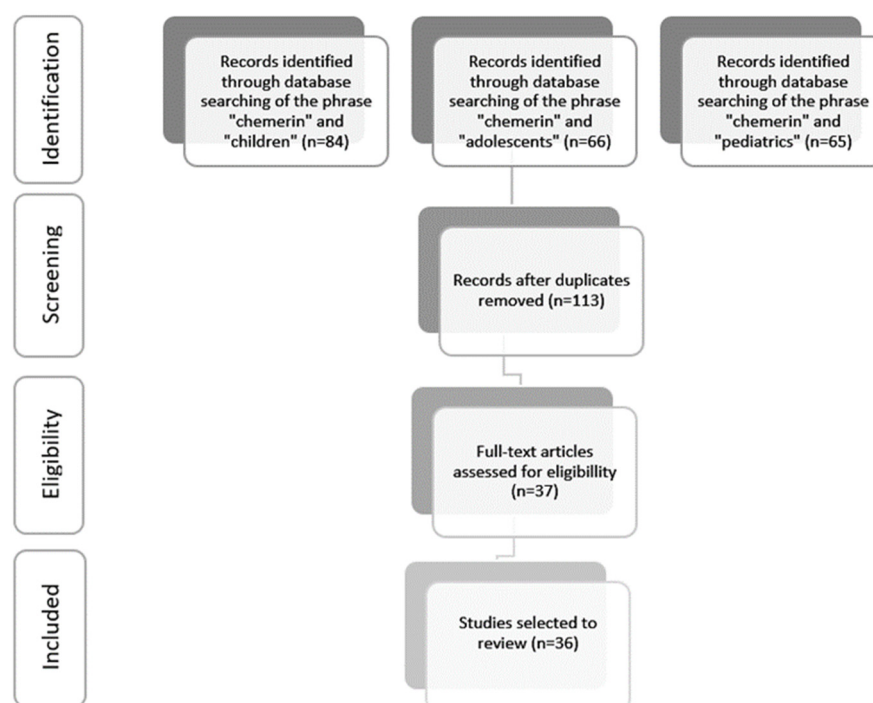 Identification
Records identified
through database
searching of the phrase
"chemerin" and
"children" (n=84)
Records identified
through database
searching of the phrase
"chemerin" and
"adolescents" (n=66)
Records identified
through database
searching of the phrase
"chemerin" and
"pediatrics" (n=65)
Screening
Records after duplicates
removed (n=113)
Eligibility
Full-text articles
assessed for eligibillity
(n=37)
Included
Studies selected to
review (n=36)